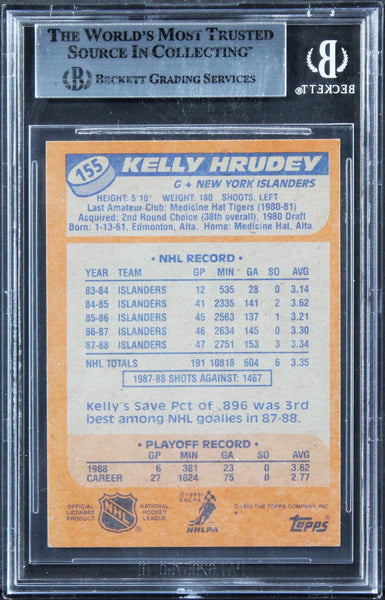 THE WORLD'S MOST TRUSTED
SOURCE IN COLLECTING™
BECKETT GRADING SERVICES
BECKETT
155
KELLY HRUDEY
G • NEW YORK ISLANDERS
HEIGHT: 5'10" WEIGHT: 180 SHOOTS: LEFT
Last Amateur Club: Medicine Hat Tigers (1980-81)
Acquired: 2nd Round Choice (38th overall), 1980 Draft
Born: 1-13-61, Edmonton, Alta. Home: Medicine Hat, Alta.
• NHL RECORD •
YEAR TEAM GP MIN GA SO AVG
83-84 ISLANDERS 12 535 28 0 3.14
84-85 ISLANDERS 41 2335 141 2 3.62
85-86 ISLANDERS 45 2563 137 1 3.21
86-87 ISLANDERS 46 2634 145 0 3.30
87-88 ISLANDERS 47 2751 153 3 3.34
NHL TOTALS 191 10818 604 6 3.35
1987-88 SHOTS AGAINST: 1467
Kelly's Save Pct of .896 was 3rd
best among NHL goalies in 87-88.
• PLAYOFF RECORD •
GP MIN GA SO AVG
1988 6 381 23 0 3.62
CAREER 27 1624 75 0 2.77
OFFICIAL
LICENSED
PRODUCT
NHL
NATIONAL
HOCKEY
LEAGUE
© 1988
NHLPA
NHLPA
© 1988 THE TOPPS COMPANY, INC.
topps